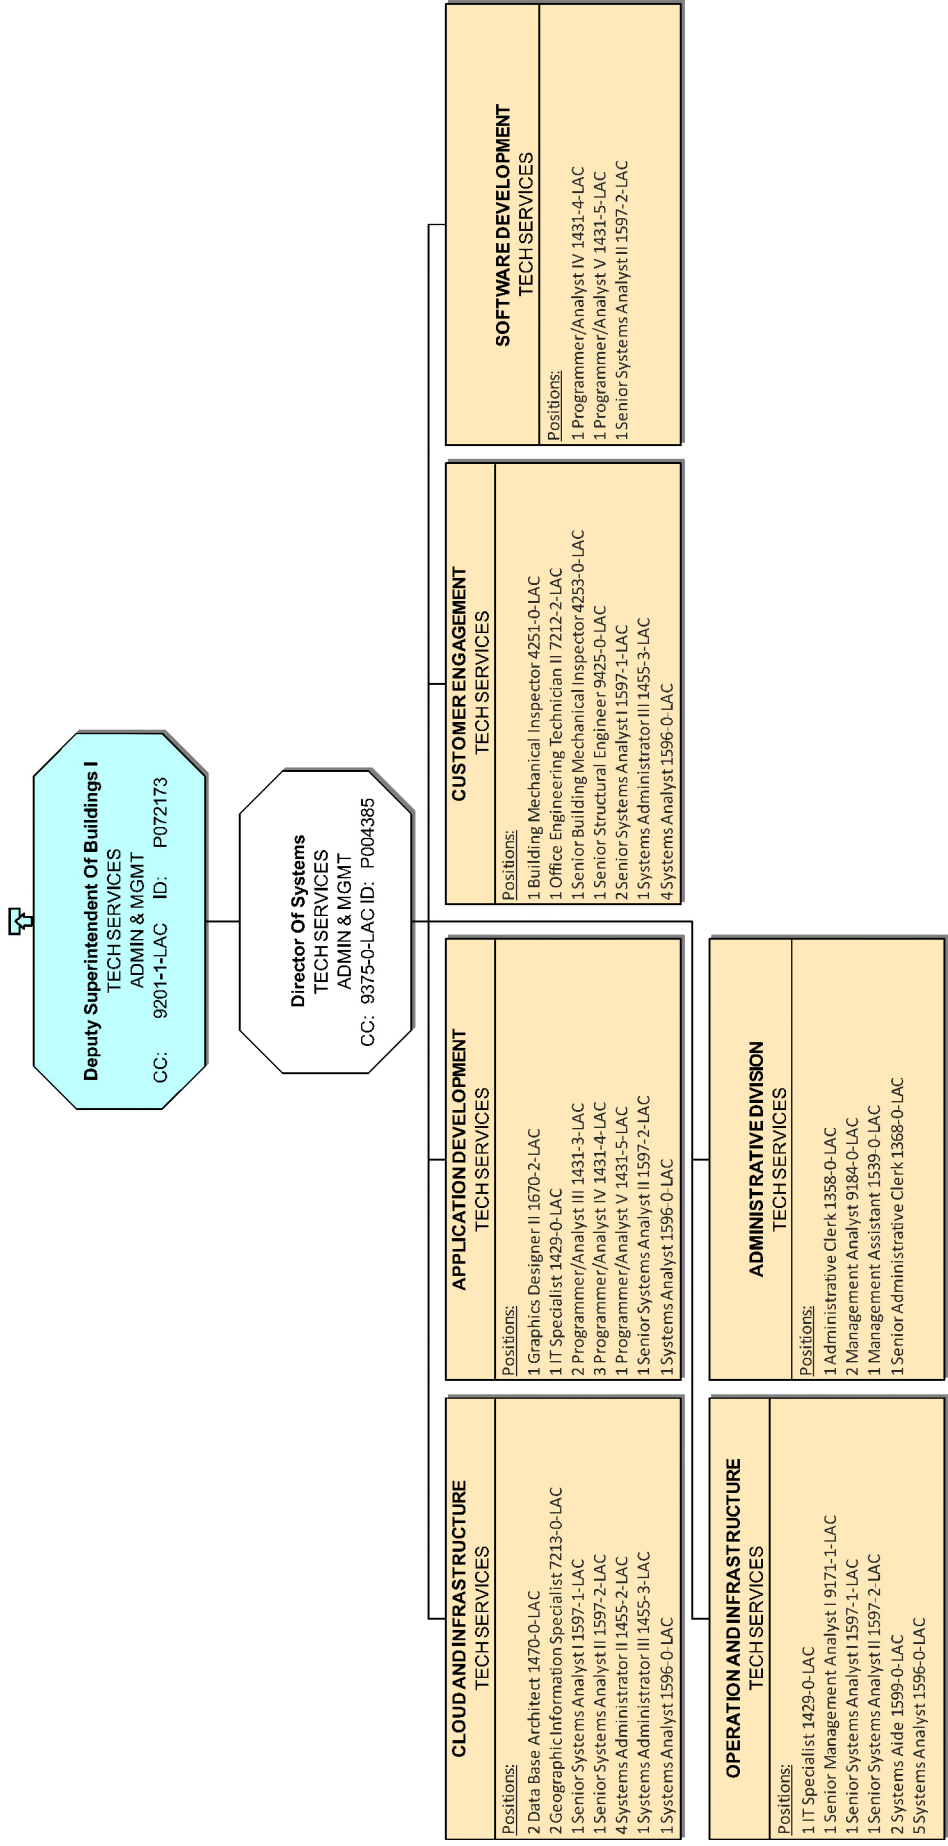 Deputy Superintendent Of Buildings I
TECH SERVICES
ADMIN & MGMT
CC: 9201-1-LAC ID: P072173
Director Of Systems
TECH SERVICES
ADMIN & MGMT
CC: 9375-0-LAC ID: P004385
CLOUD AND INFRASTRUCTURE
TECH SERVICES
Positions:
2 Data Base Architect 1470-0-LAC
2 Geographic Information Specialist 7213-0-LAC
1 Senior Systems Analyst I 1597-1-LAC
1 Senior Systems Analyst II 1597-2-LAC
4 Systems Administrator II 1455-2-LAC
1 Systems Administrator III 1455-3-LAC
1 Systems Analyst 1596-0-LAC
APPLICATION DEVELOPMENT
TECH SERVICES
Positions:
1 Graphics Designer II 1670-2-LAC
1 IT Specialist 1429-0-LAC
2 Programmer/Analyst III 1431-3-LAC
3 Programmer/Analyst IV 1431-4-LAC
1 Programmer/Analyst V 1431-5-LAC
1 Senior Systems Analyst II 1597-2-LAC
1 Systems Analyst 1596-0-LAC
CUSTOMER ENGAGEMENT
TECH SERVICES
Positions:
1 Building Mechanical Inspector 4251-0-LAC
1 Office Engineering Technician II 7212-2-LAC
1 Senior Building Mechanical Inspector 4253-0-LAC
1 Senior Structural Engineer 9425-0-LAC
2 Senior Systems Analyst I 1597-1-LAC
1 Systems Administrator III 1455-3-LAC
4 Systems Analyst 1596-0-LAC
SOFTWARE DEVELOPMENT
TECH SERVICES
Positions:
1 Programmer/Analyst IV 1431-4-LAC
1 Programmer/Analyst V 1431-5-LAC
1 Senior Systems Analyst II 1597-2-LAC
OPERATION AND INFRASTRUCTURE
TECH SERVICES
Positions:
1 IT Specialist 1429-0-LAC
1 Senior Management Analyst I 9171-1-LAC
1 Senior Systems Analyst I 1597-1-LAC
1 Senior Systems Analyst II 1597-2-LAC
2 Systems Aide 1599-0-LAC
5 Systems Analyst 1596-0-LAC
ADMINISTRATIVE DIVISION
TECH SERVICES
Positions:
1 Administrative Clerk 1358-0-LAC
2 Management Analyst 9184-0-LAC
1 Management Assistant 1539-0-LAC
1 Senior Administrative Clerk 1368-0-LAC